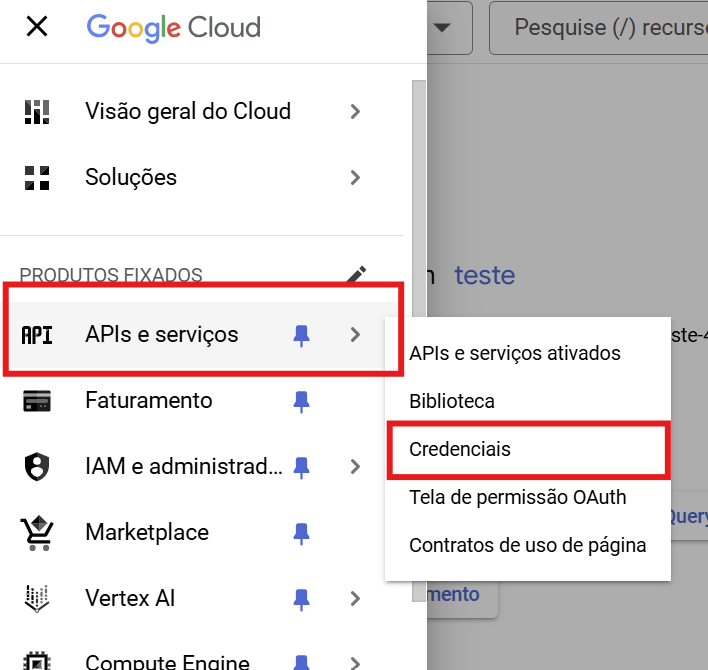 Google Cloud
Pesquise (/) recurs
Visão geral do Cloud
Soluções
PRODUTOS FIXADOS
teste
API APIs e serviços
este-4
APIs e serviços ativados
Biblioteca
Faturamento
Credenciais
IAM e administrad...
Tela de permissão OAuth
Query
Marketplace
Contratos de uso de página
Vertex AI
mento
Compute Engine